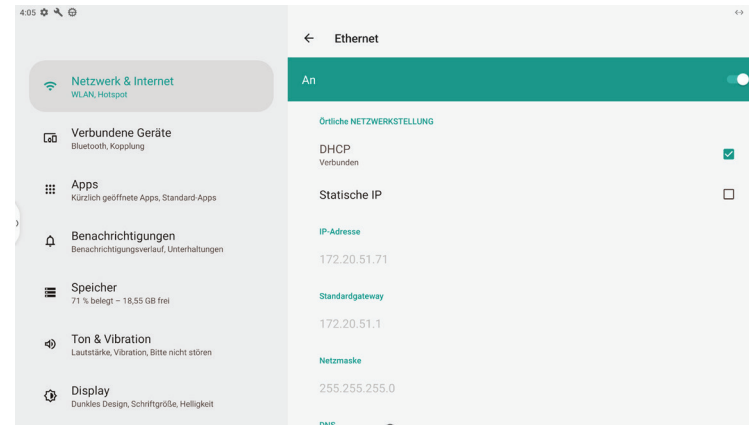 4:05
Ethernet
Netzwerk & Internet
WLAN, Hotspot
Verbundene Geräte
Bluetooth, Kopplung
Apps
Kürzlich geöffnete Apps, Standard-Apps
Benachrichtigungen
Benachrichtigungsverlauf, Unterhaltungen
Speicher
71 % belegt – 18,55 GB frei
Ton & Vibration
Lautstärke, Vibration, Bitte nicht stören
Display
Dunkles Design, Schriftgröße, Helligkeit
An
Örtliche NETZWERKSTELLUNG
DHCP
Verbunden
Statische IP
IP-Adresse
172.20.51.71
Standardgateway
172.20.51.1
Netzmaske
255.255.255.0
DNS